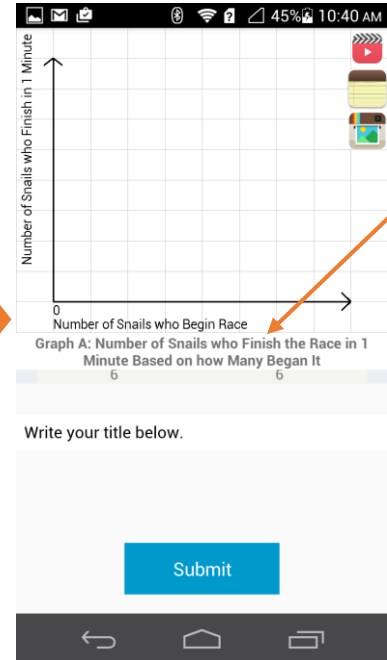 45% 10:40 AM
Number of Snails who Finish in 1 Minute
0
Number of Snails who Begin Race
Graph A: Number of Snails who Finish the Race in 1
Minute Based on how Many Began It
6 6
Write your title below.
Submit